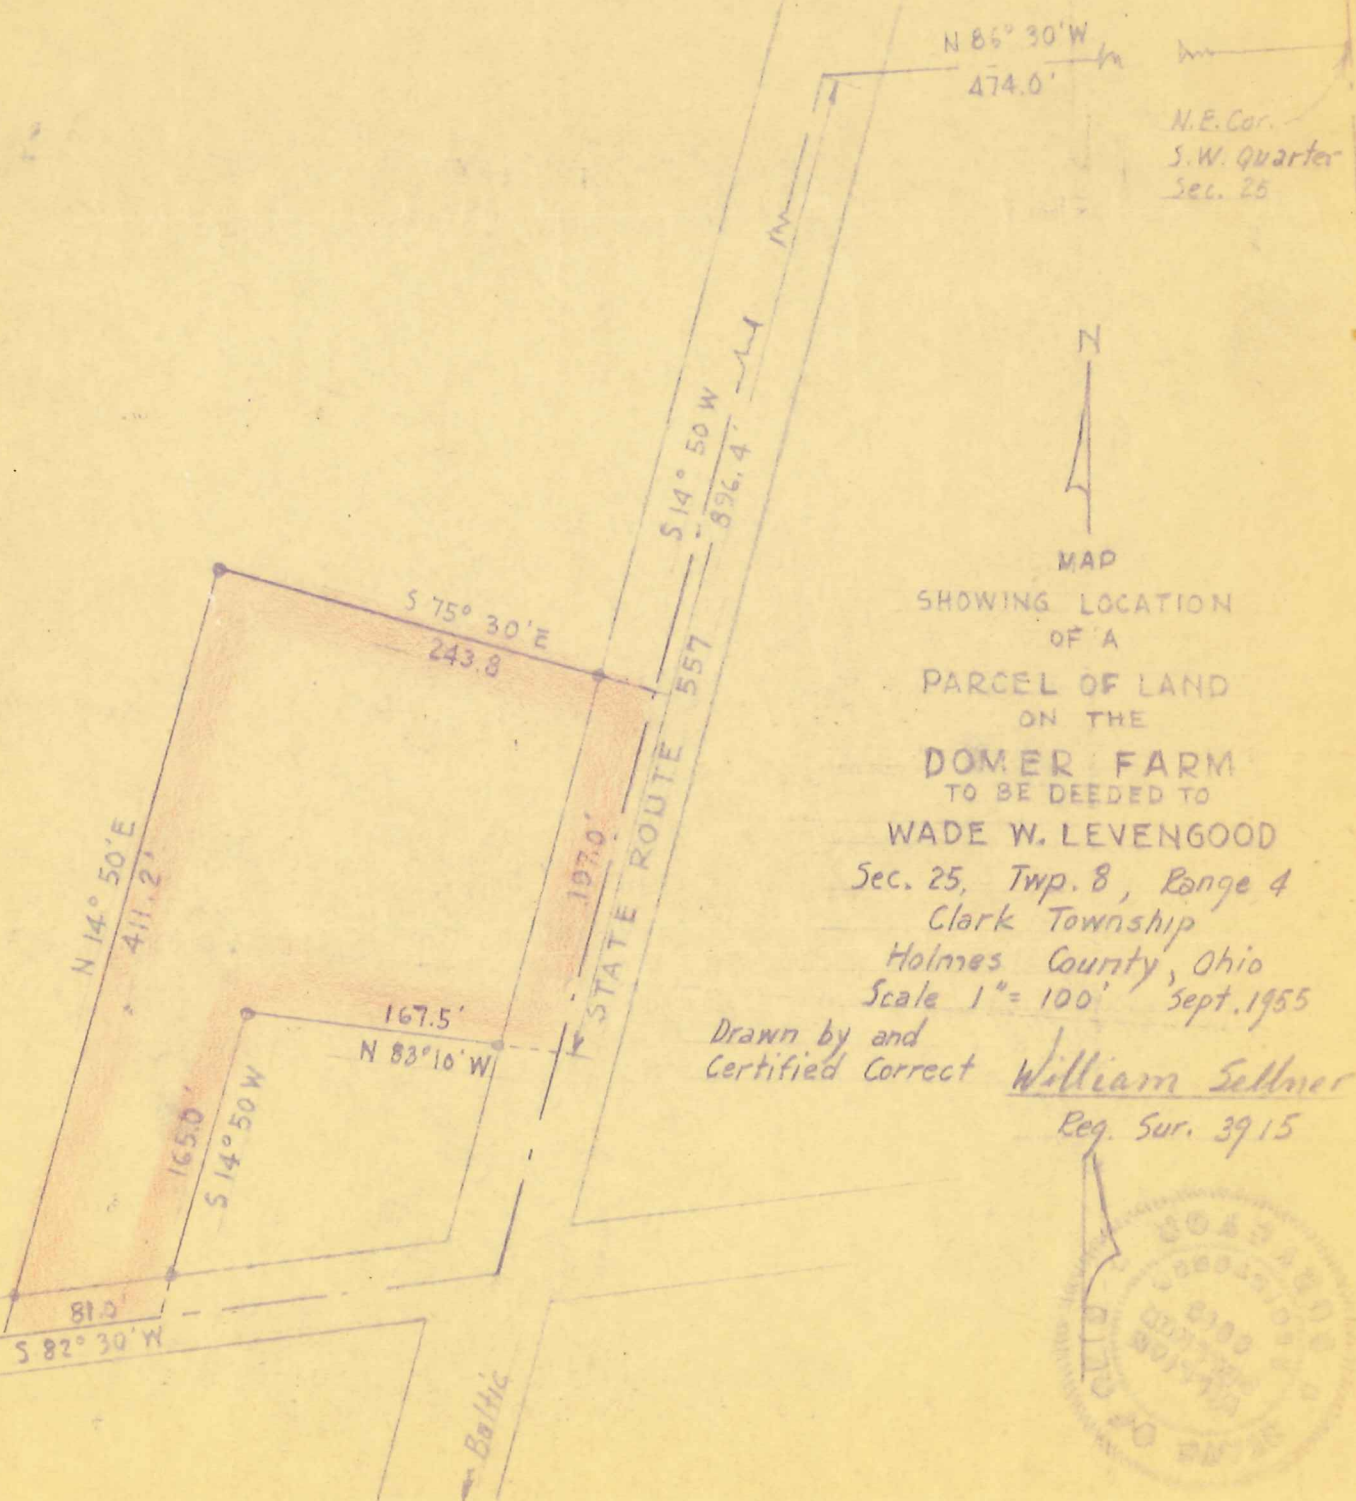 N 86° 30' W
474.0'
N.E. Cor.
S.W. Quarter
Sec. 25
S 14° 50 W
896.4'
N
S 75° 30' E
243.8
N 14° 50' E
411.2'
197.0'
STATE ROUTE 557
167.5'
N 83° 10' W
165.0'
S 14° 50 W
81.0'
S 82° 30' W
Baltic
MAP
SHOWING LOCATION
OF A
PARCEL OF LAND
ON THE
DOMER FARM
TO BE DEEDED TO
WADE W. LEVENGOOD
Sec. 25, Twp. 8, Range 4
Clark Township
Holmes County, Ohio
Scale 1" = 100' Sept. 1955
Drawn by and
Certified Correct William Sellner
Reg. Sur. 3915